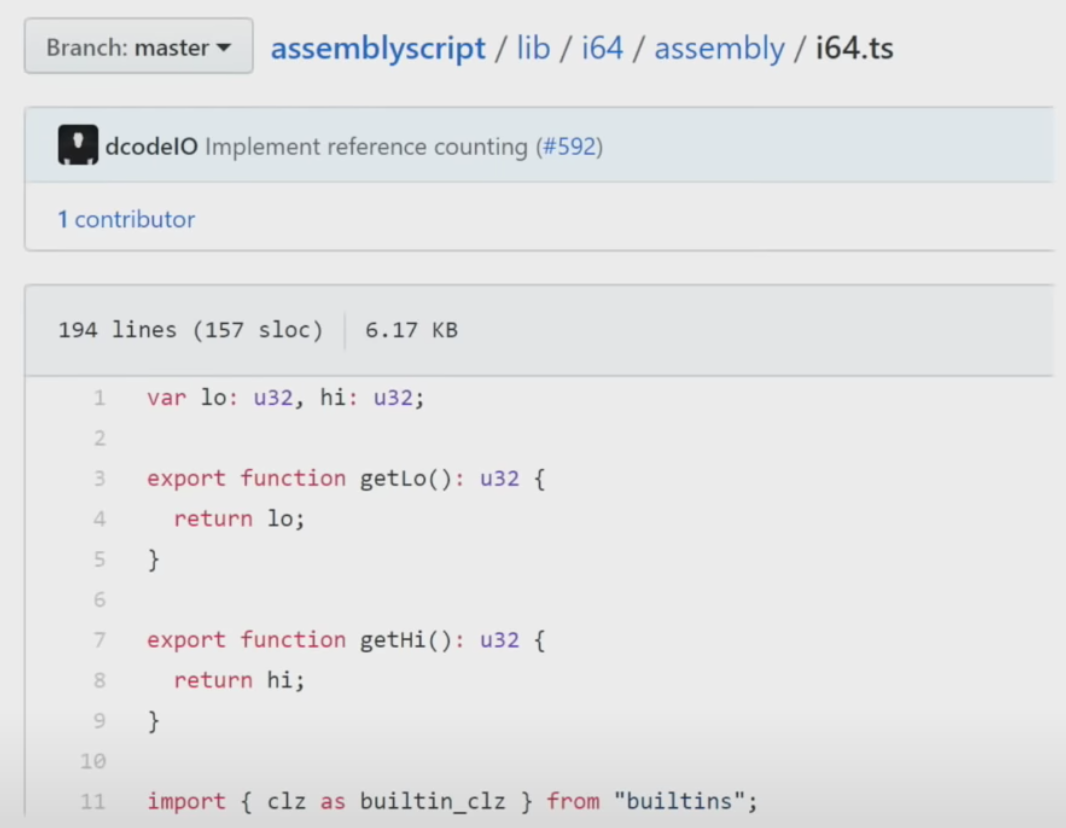 Branch: master assemblyscript / lib / i64 / assembly / i64.ts
dcodeIO Implement reference counting (#592)
1 contributor
194 lines (157 sloc) 6.17 KB
1 var lo: u32, hi: u32;
2
3 export function getLo(): u32 {
4   return lo;
5 }
6
7 export function getHi(): u32 {
8   return hi;
9 }
10
11 import { clz as builtin_clz } from "builtins";